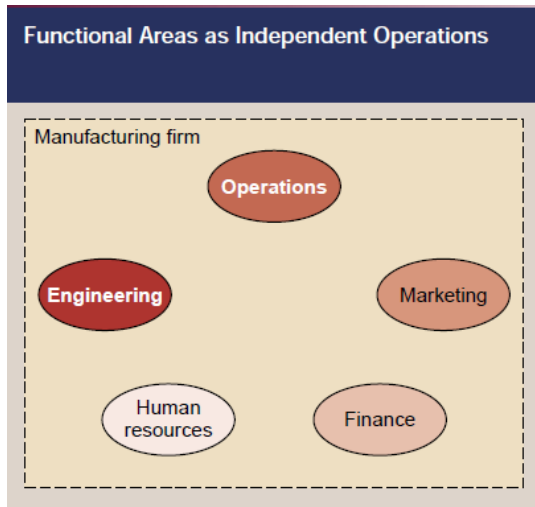 Functional Areas as Independent Operations
Manufacturing firm
Operations
Engineering
Marketing
Human
resources
Finance